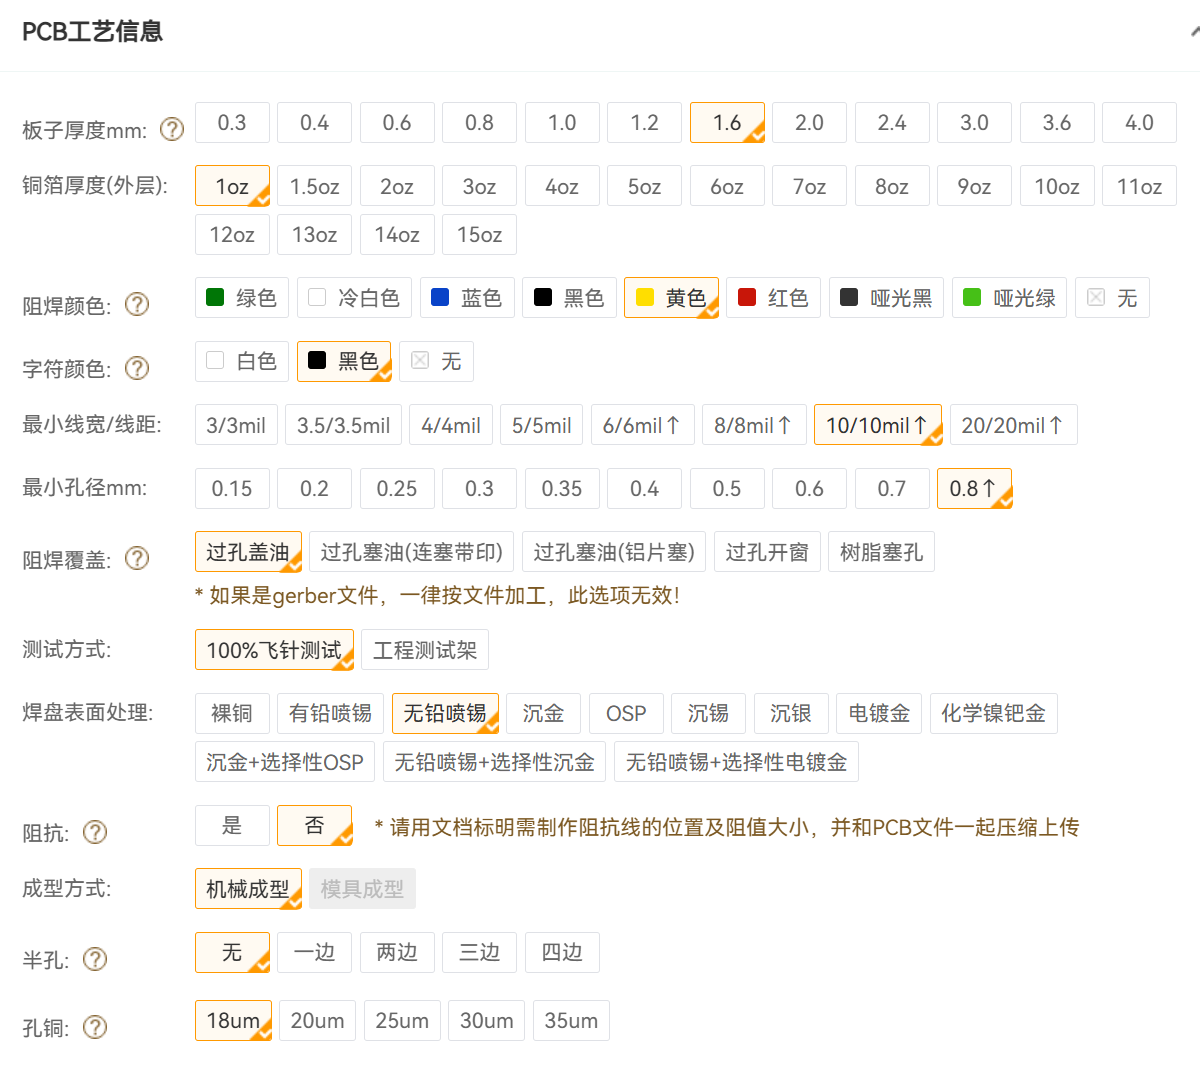 PCB工艺信息
板子厚度mm: ? 0.3 0.4 0.6 0.8 1.0 1.2 1.6 2.0 2.4 3.0 3.6 4.0
铜箔厚度(外层): 1oz 1.5oz 2oz 3oz 4oz 5oz 6oz 7oz 8oz 9oz 10oz 11oz
12oz 13oz 14oz 15oz
阻焊颜色: ? 绿色 冷白色 蓝色 黑色 黄色 红色 哑光黑 哑光绿 无
字符颜色: ? 白色 黑色 无
最小线宽/线距: 3/3mil 3.5/3.5mil 4/4mil 5/5mil 6/6mil↑ 8/8mil↑ 10/10mil↑ 20/20mil↑
最小孔径mm: 0.15 0.2 0.25 0.3 0.35 0.4 0.5 0.6 0.7 0.8↑
阻焊覆盖: ? 过孔盖油 过孔塞油(连塞带印) 过孔塞油(铝片塞) 过孔开窗 树脂塞孔
* 如果是gerber文件，一律按文件加工，此选项无效！
测试方式: 100%飞针测试 工程测试架
焊盘表面处理: 裸铜 有铅喷锡 无铅喷锡 沉金 OSP 沉锡 沉银 电镀金 化学镍钯金
沉金+选择性OSP 无铅喷锡+选择性沉金 无铅喷锡+选择性电镀金
阻抗: ? 是 否 * 请用文档标明需制作阻抗线的位置及阻值大小，并和PCB文件一起压缩上传
成型方式: 机械成型 模具成型
半孔: ? 无 一边 两边 三边 四边
孔铜: ? 18um 20um 25um 30um 35um